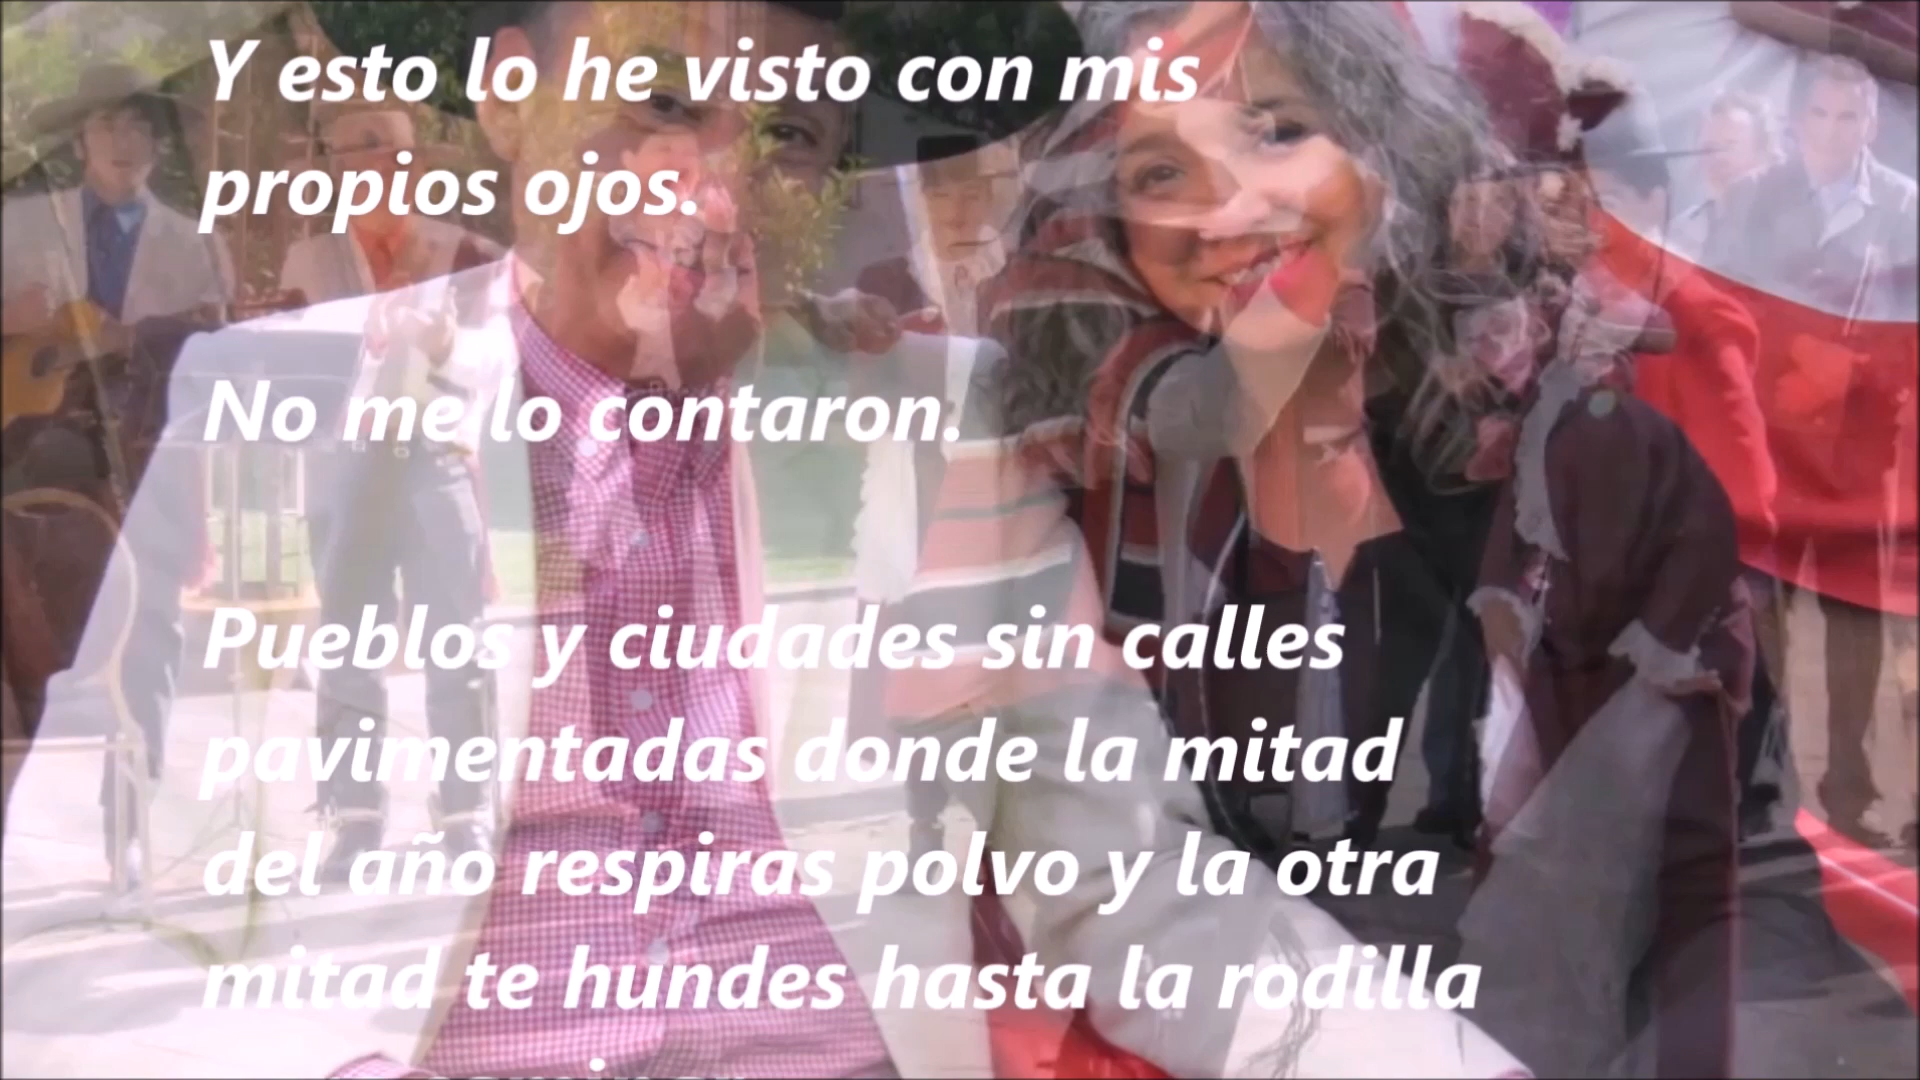 Y esto lo he visto con mis
propios ojos.
No me lo contaron.
Pueblos y ciudades sin calles
pavimentadas donde la mitad
del año respiras polvo y la otra
mitad te hundes hasta la rodilla